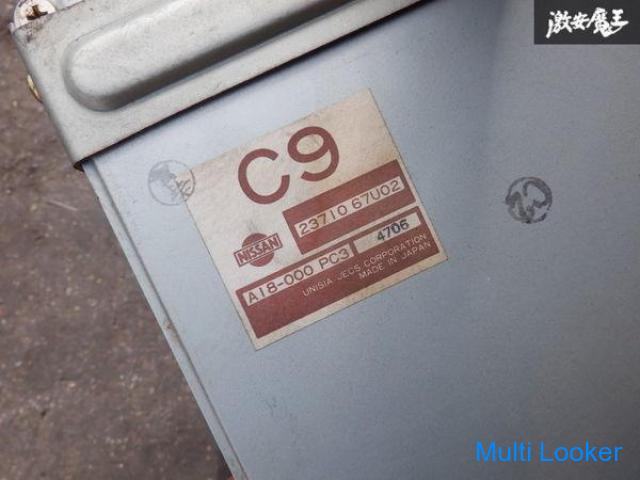 激安魔王
C9
23710 67U02
NISSAN
A18-000 PC3 4706
UNISIA JECS CORPORATION
MADE IN JAPAN
Multi Looker